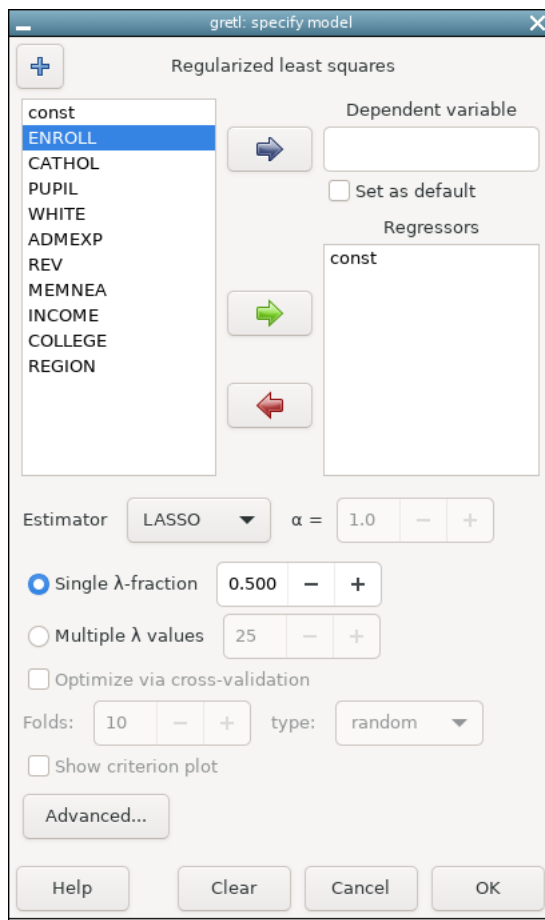 gretl: specify model
Regularized least squares
const
ENROLL
CATHOL
PUPIL
WHITE
ADMEXP
REV
MEMNEA
INCOME
COLLEGE
REGION
Dependent variable
Set as default
Regressors
const
Estimator LASSO α = 1.0
Single λ-fraction 0.500
Multiple λ values 25
Optimize via cross-validation
Folds: 10 type: random
Show criterion plot
Advanced...
Help Clear Cancel OK